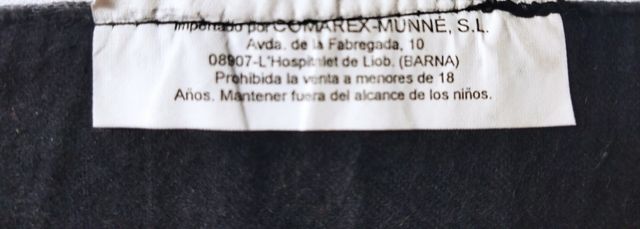 Importado por COMAREX-MUNNÉ, S.L.
Avda. de la Fabregada, 10
08907-L'Hospitalet de Llob. (BARNA)
Prohibida la venta a menores de 18
Años. Mantener fuera del alcance de los niños.